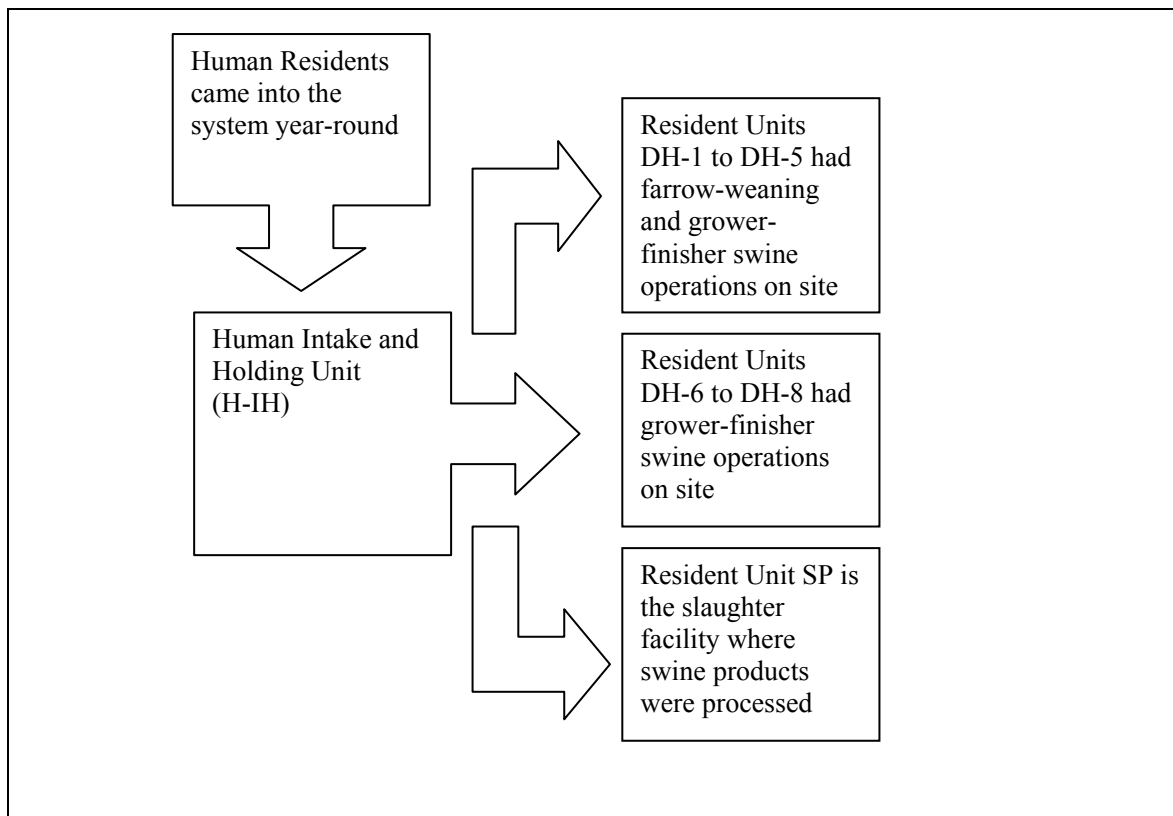 Human Residents
came into the
system year-round
Human Intake and
Holding Unit
(H-IH)
Resident Units
DH-1 to DH-5 had
farrow-weaning
and grower-
finisher swine
operations on site
Resident Units
DH-6 to DH-8 had
grower-finisher
swine operations
on site
Resident Unit SP is
the slaughter
facility where
swine products
were processed